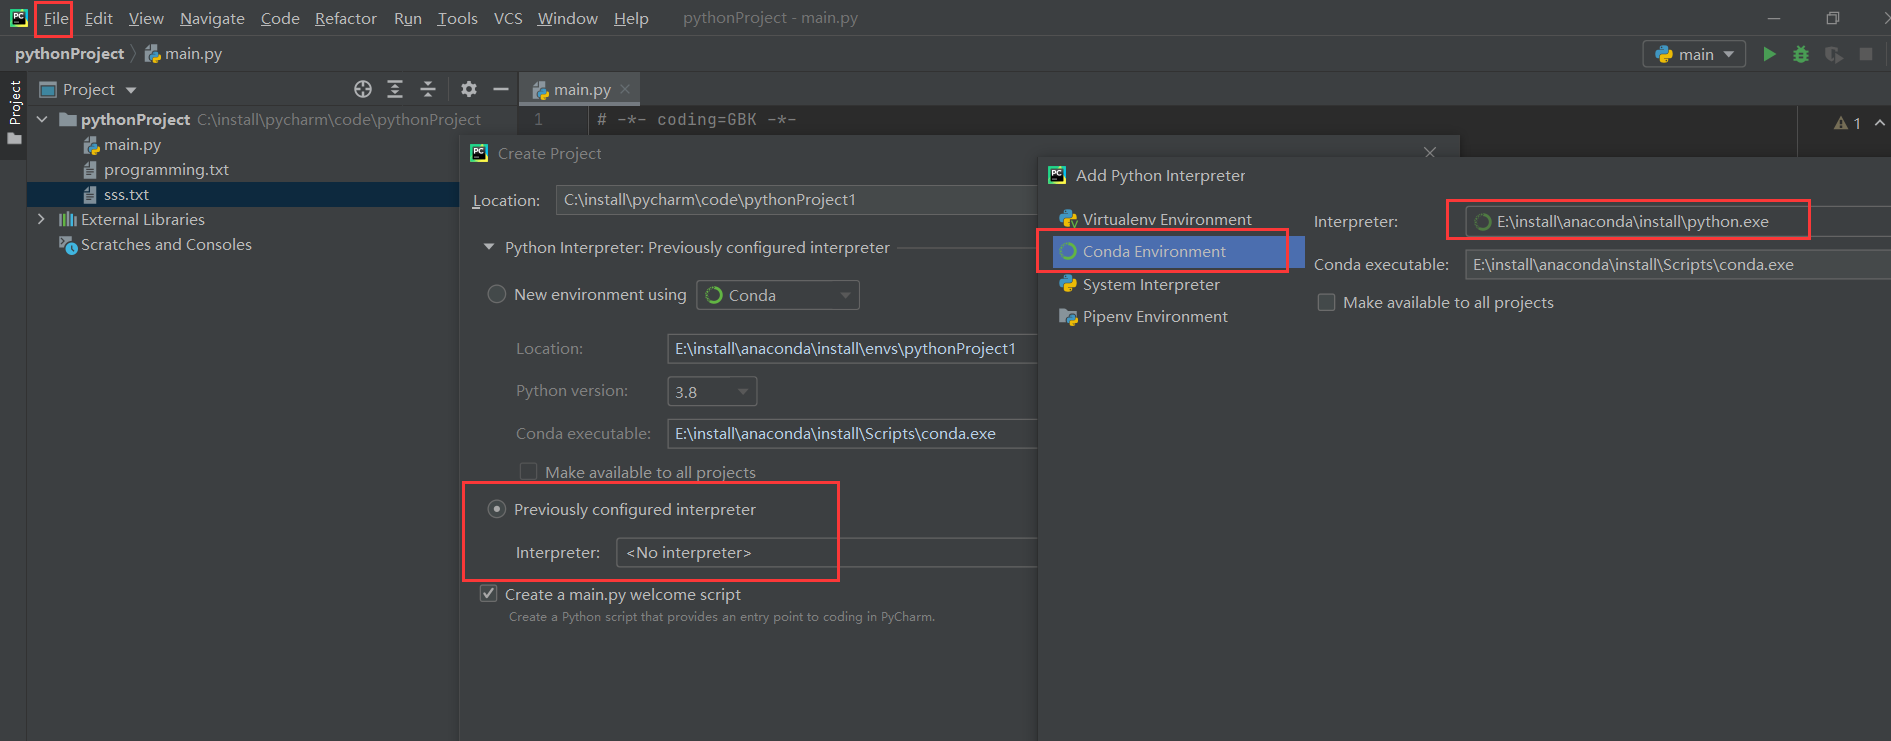 File Edit View Navigate Code Refactor Run Tools VCS Window Help pythonProject - main.py
pythonProject main.py main
Project
Project
main.py
pythonProject C:\install\pycharm\code\pythonProject
main.py
programming.txt
sss.txt
External Libraries
Scratches and Consoles
1 # -*- coding=GBK -*-
1
Create Project
Location: C:\install\pycharm\code\pythonProject1
Python Interpreter: Previously configured interpreter
New environment using Conda
Location: E:\install\anaconda\install\envs\pythonProject1
Python version: 3.8
Conda executable: E:\install\anaconda\install\Scripts\conda.exe
Make available to all projects
Previously configured interpreter
Interpreter: <No interpreter>
Create a main.py welcome script
Create a Python script that provides an entry point to coding in PyCharm.
Add Python Interpreter
Virtualenv Environment
Conda Environment
System Interpreter
Pipenv Environment
Interpreter: E:\install\anaconda\install\python.exe
Conda executable: E:\install\anaconda\install\Scripts\conda.exe
Make available to all projects